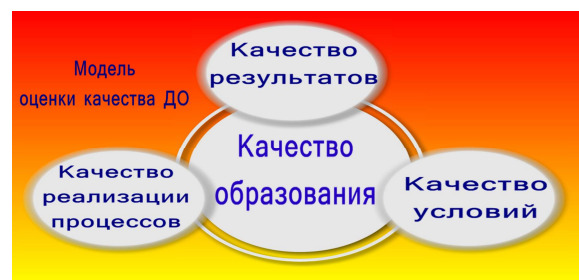 Модель
оценки качества ДО
Качество
результатов
Качество
образования
Качество
реализации
процессов
Качество
условий